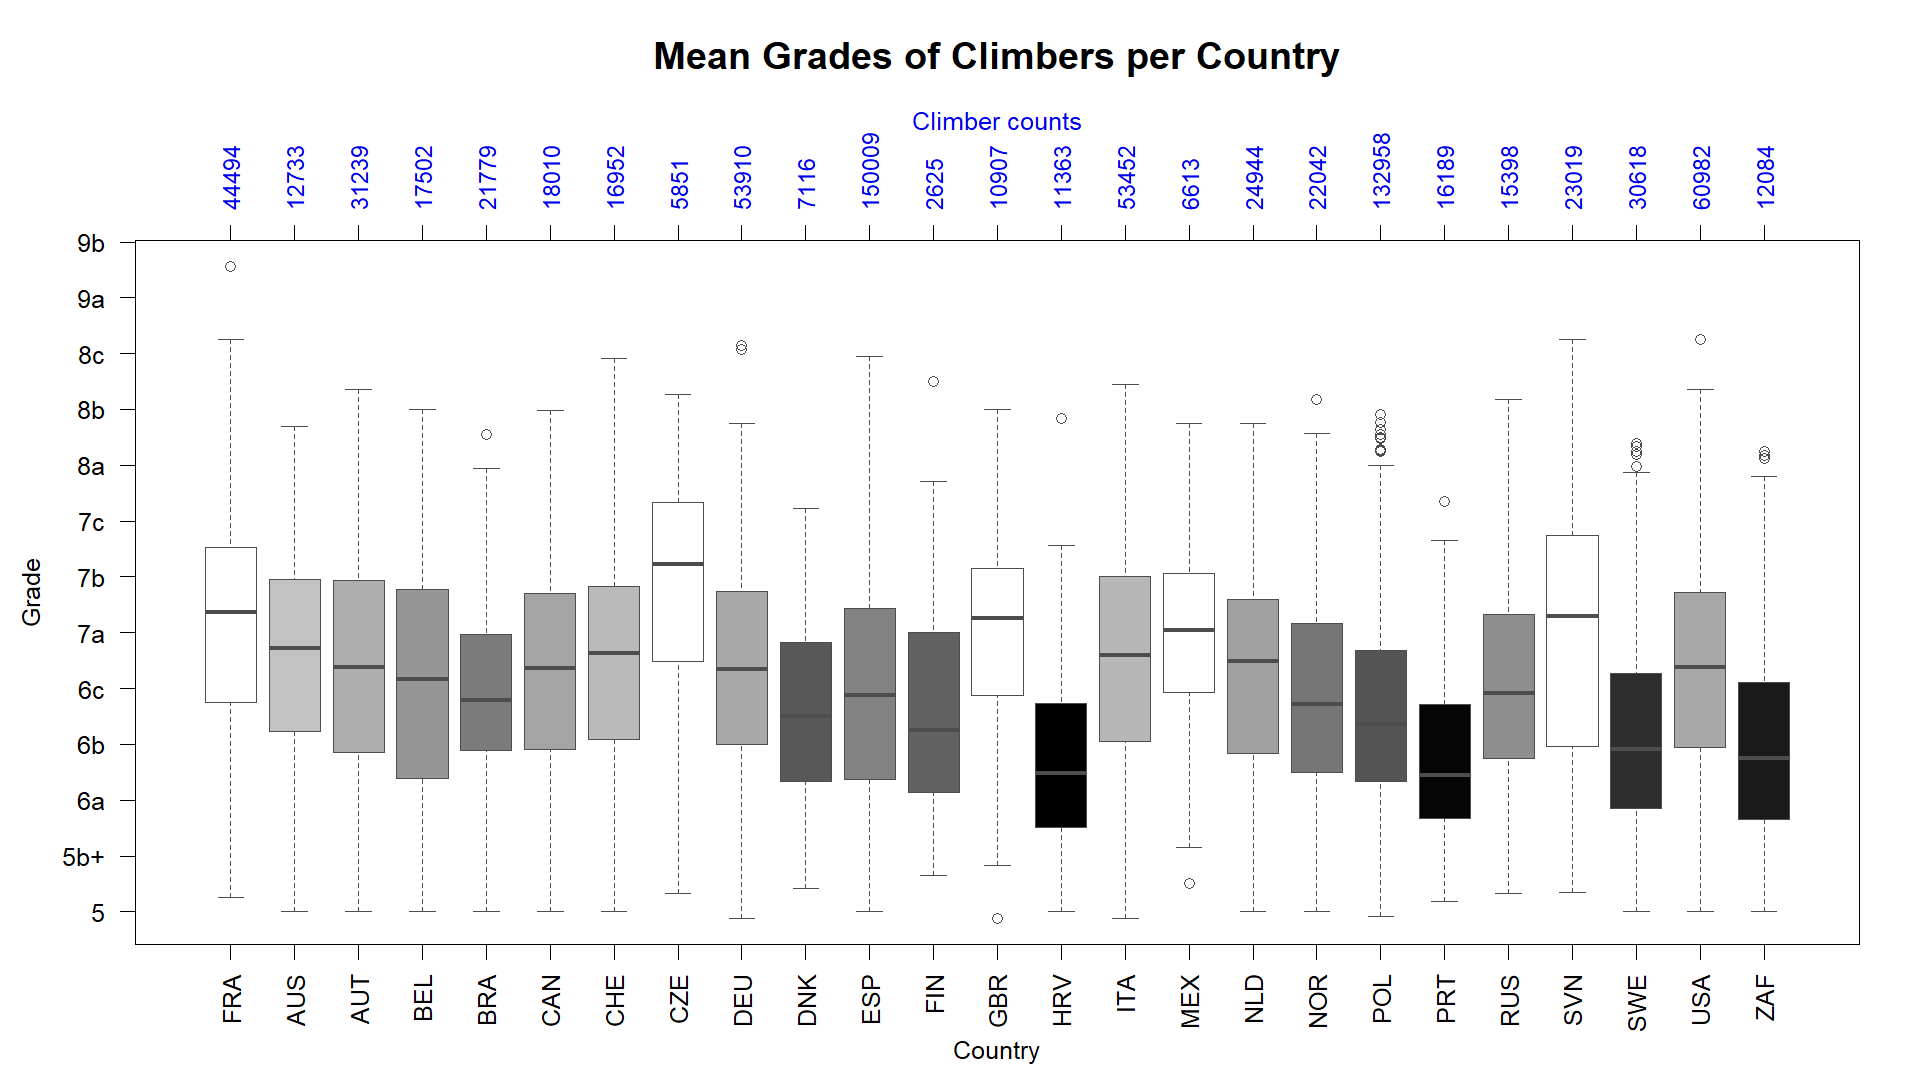 Mean Grades of Climbers per Country
Climber counts
44494 12733 31239 17502 21779 18010 16952 5851 53910 7116 150009 2625 10907 11363 53452 6613 24944 22042 132958 16189 15398 23019 30618 60982 12084
9b
9a
8c
8b
8a
7c
7b
7a
6c
6b
6a
5b+
5
Grade
FRA AUS AUT BEL BRA CAN CHE CZE DEU DNK ESP FIN GBR HRV ITA MEX NLD NOR POL PRT RUS SVN SWE USA ZAF
Country